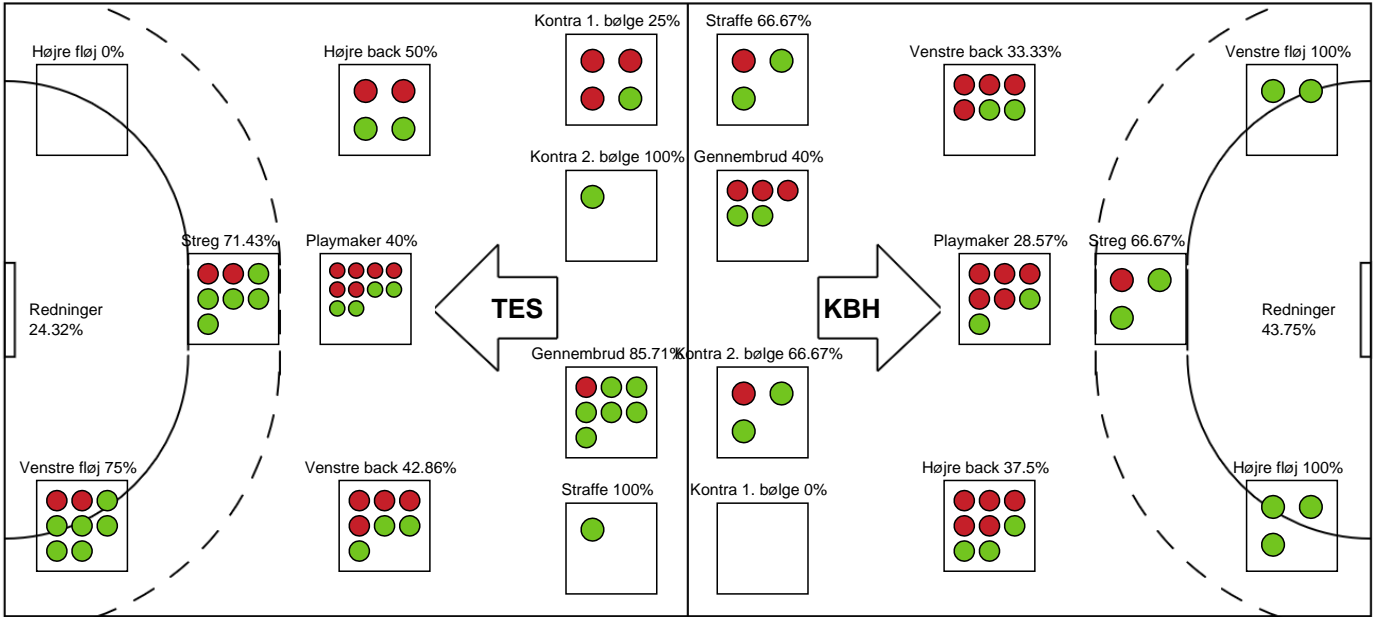 Kontra 1. bølge 25%
Straffe 66.67%
Højre fløj 0%
Højre back 50%
Venstre back 33.33%
Venstre fløj 100%
Kontra 2. bølge 100%
Gennembrud 40%
Streg 71.43%
Playmaker 40%
Playmaker 28.57%
Streg 66.67%
TES
KBH
Redninger
24.32%
Redninger
43.75%
Gennembrud 85.71%
Kontra 2. bølge 66.67%
Venstre fløj 75%
Venstre back 42.86%
Straffe 100%
Kontra 1. bølge 0%
Højre back 37.5%
Højre fløj 100%